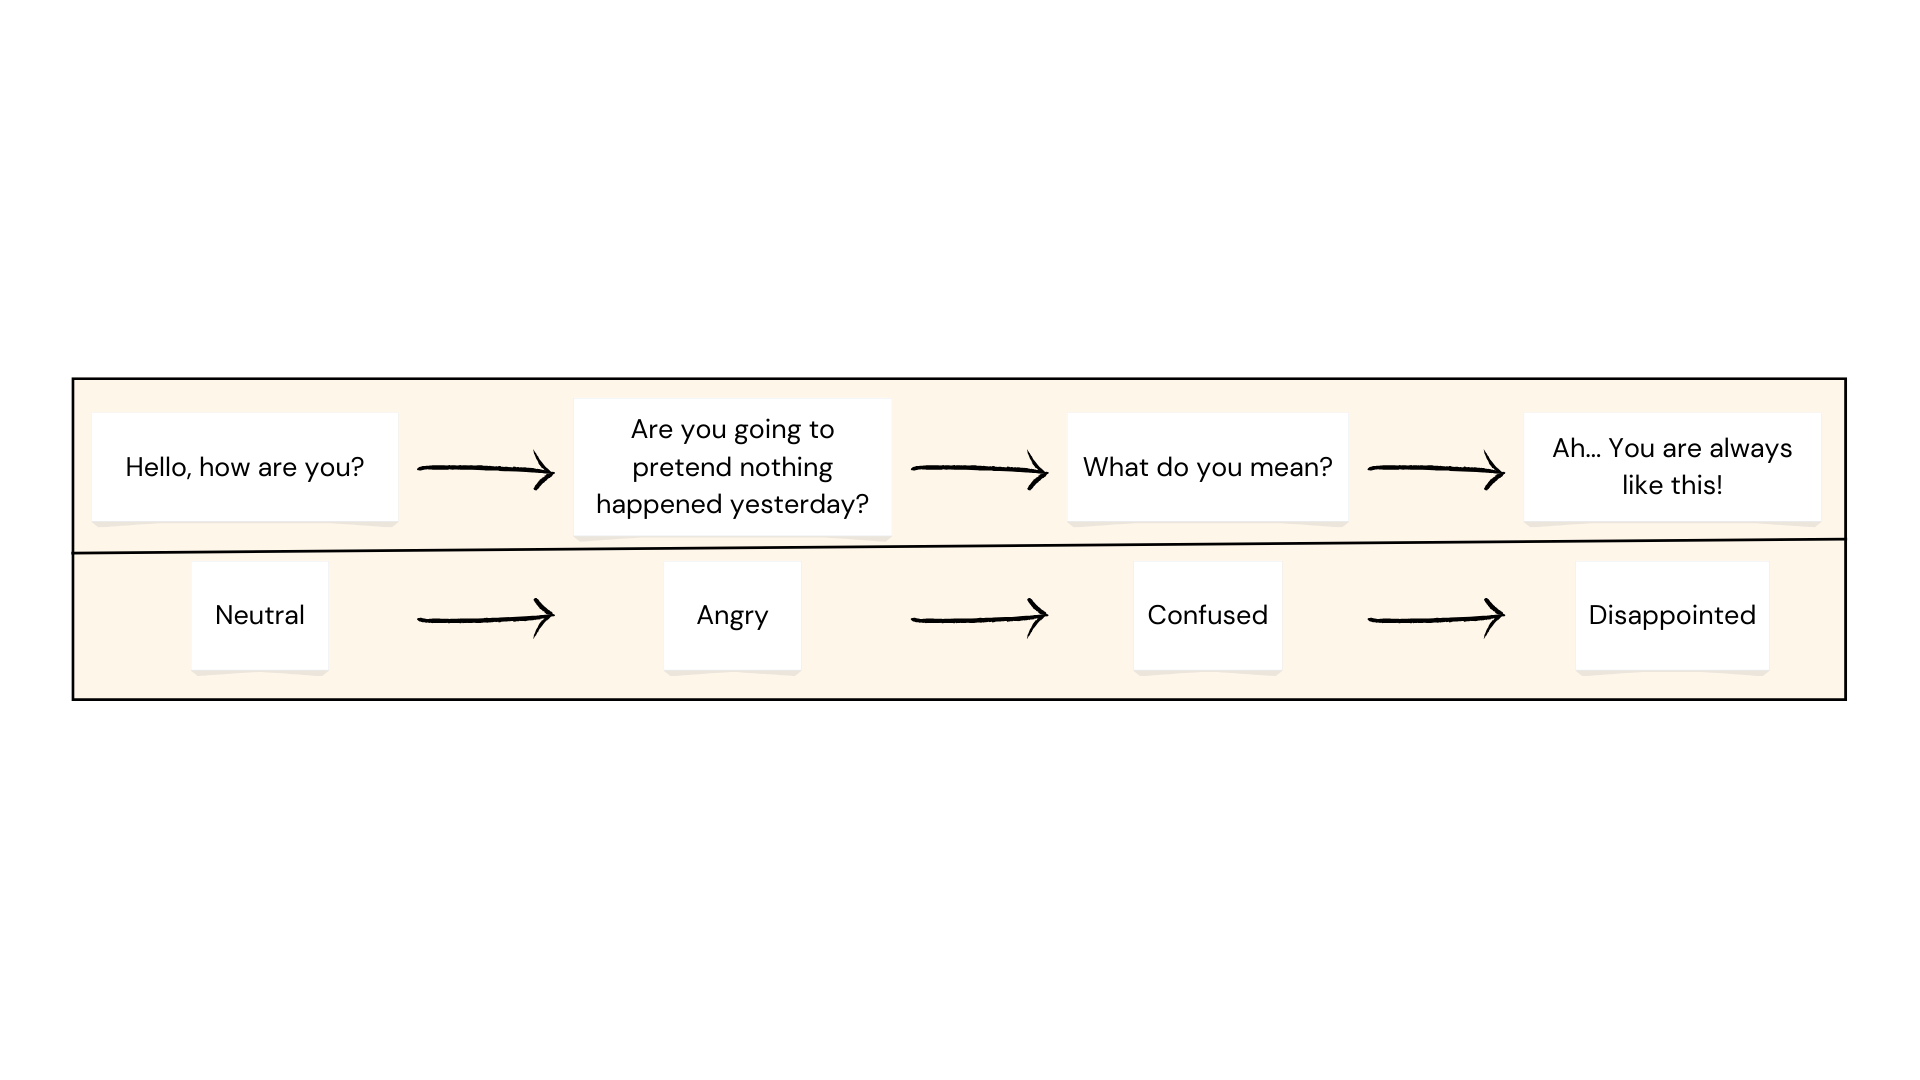 Hello, how are you?
Are you going to
pretend nothing
happened yesterday?
What do you mean?
Ah... You are always
like this!
Neutral
Angry
Confused
Disappointed